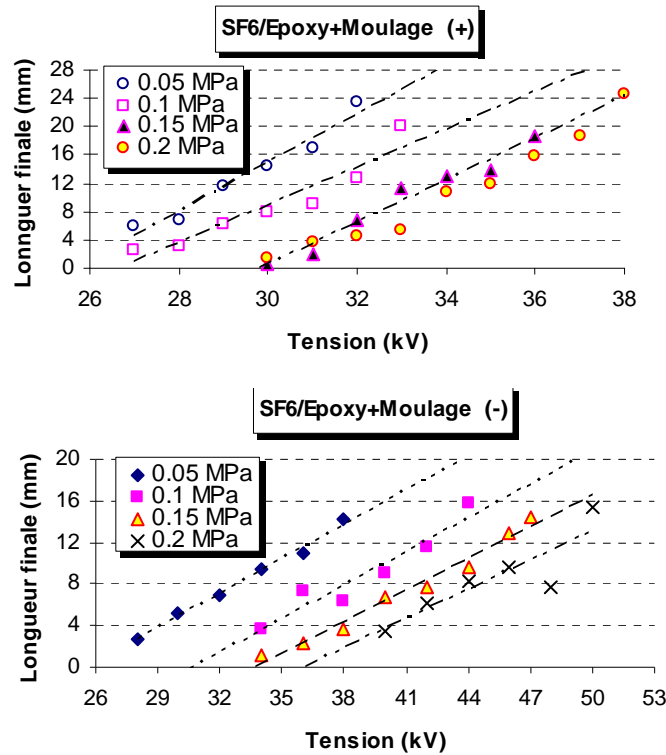 SF6/Epoxy+Moulage (+)
Lonnguer finale (mm)
28
24
20
16
12
8
4
0
0.05 MPa
0.1 MPa
0.15 MPa
0.2 MPa
26 28 30 32 34 36 38
Tension (kV)
SF6/Epoxy+Moulage (-)
Longueur finale (mm)
20
16
12
8
4
0
0.05 MPa
0.1 MPa
0.15 MPa
0.2 MPa
26 29 32 35 38 41 44 47 50 53
Tension (kV)